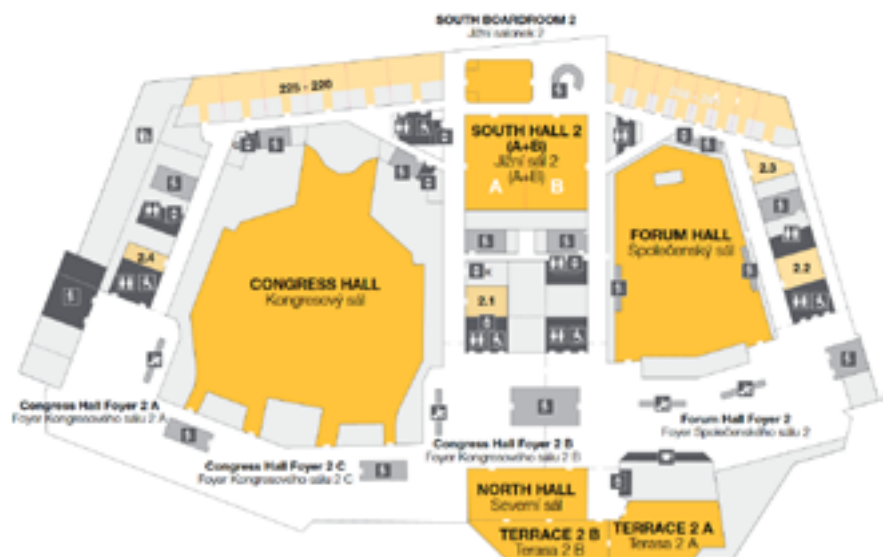 SOUTH BOARDROOM 2
Jižní salonek 2
225 - 220
SOUTH HALL 2
(A+B)
Jižní sál 2
(A+B)
A B
2.3
FORUM HALL
Společenský sál
2.4
2.2
CONGRESS HALL
Kongresový sál
2.1
Congress Hall Foyer 2 A
Foyer Kongresového sálu 2 A
Forum Hall Foyer 2
Foyer Společenského sálu 2
Congress Hall Foyer 2 B
Foyer Kongresového sálu 2 B
Congress Hall Foyer 2 C
Foyer Kongresového sálu 2 C
NORTH HALL
Severní sál
TERRACE 2 B
Terasa 2 B
TERRACE 2 A
Terasa 2 A